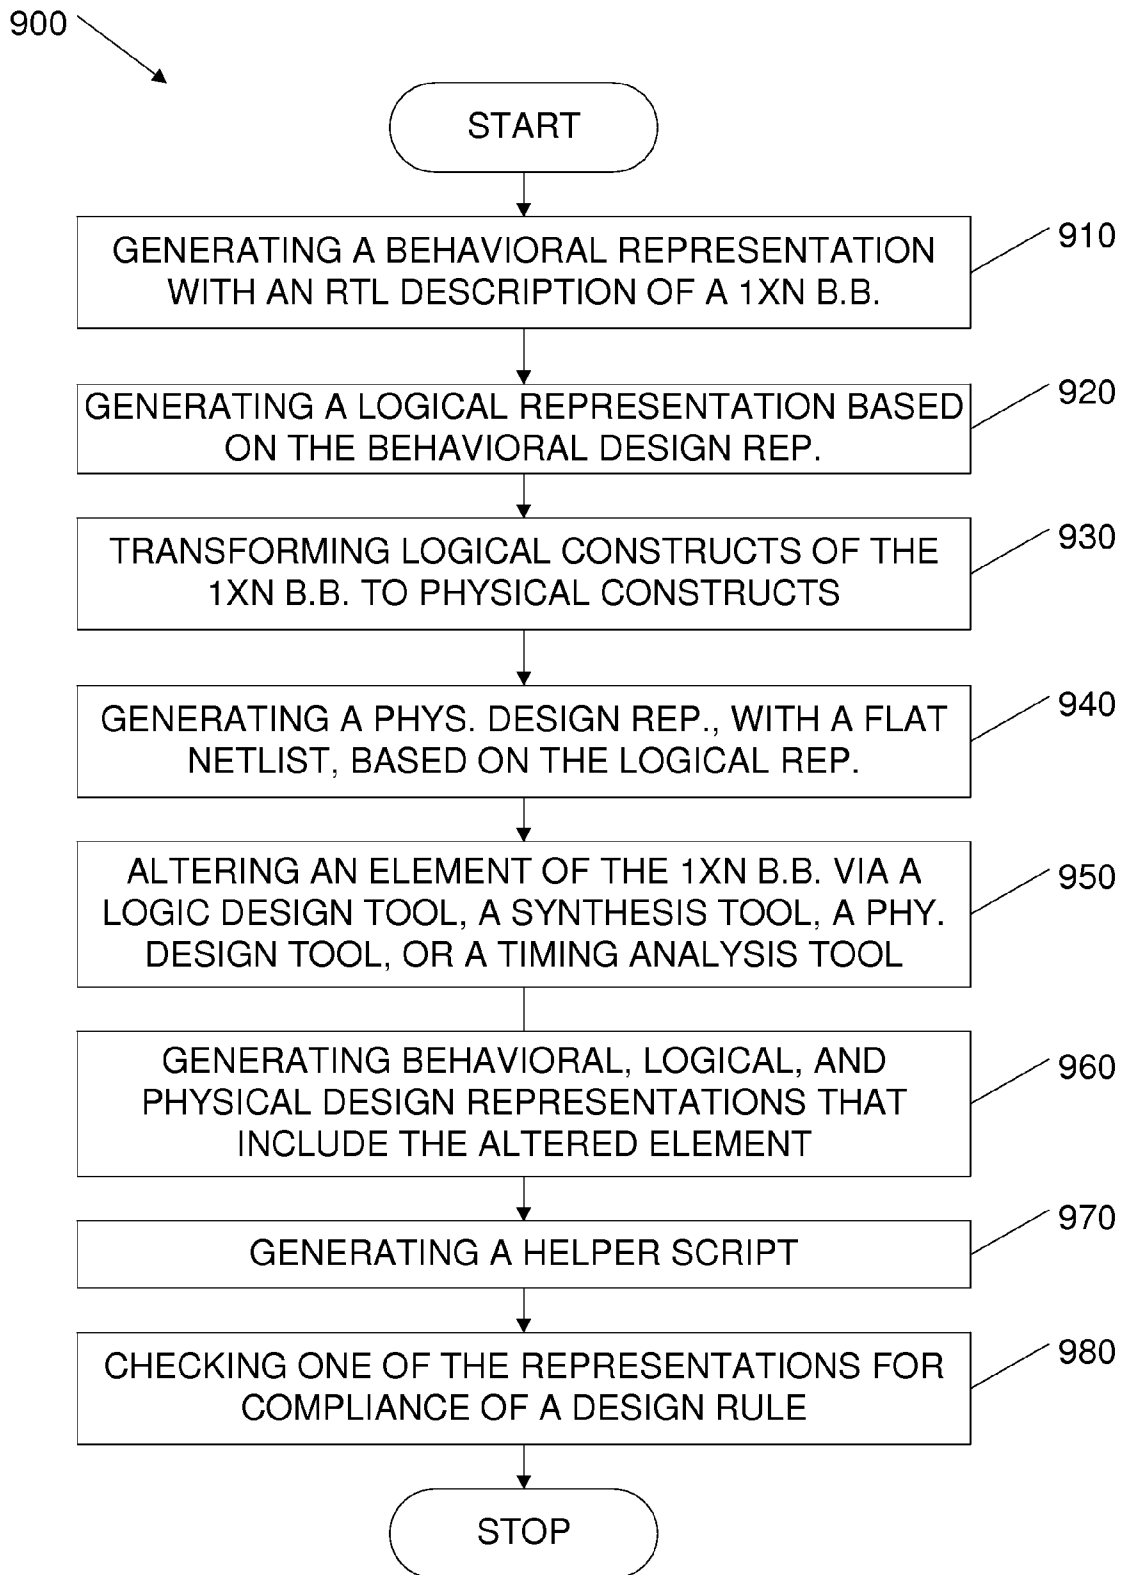 900
START
GENERATING A BEHAVIORAL REPRESENTATION
WITH AN RTL DESCRIPTION OF A 1XN B.B.
910
GENERATING A LOGICAL REPRESENTATION BASED
ON THE BEHAVIORAL DESIGN REP.
920
TRANSFORMING LOGICAL CONSTRUCTS OF THE
1XN B.B. TO PHYSICAL CONSTRUCTS
930
GENERATING A PHYS. DESIGN REP., WITH A FLAT
NETLIST, BASED ON THE LOGICAL REP.
940
ALTERING AN ELEMENT OF THE 1XN B.B. VIA A
LOGIC DESIGN TOOL, A SYNTHESIS TOOL, A PHY.
DESIGN TOOL, OR A TIMING ANALYSIS TOOL
950
GENERATING BEHAVIORAL, LOGICAL, AND
PHYSICAL DESIGN REPRESENTATIONS THAT
INCLUDE THE ALTERED ELEMENT
960
GENERATING A HELPER SCRIPT
970
CHECKING ONE OF THE REPRESENTATIONS FOR
COMPLIANCE OF A DESIGN RULE
980
STOP